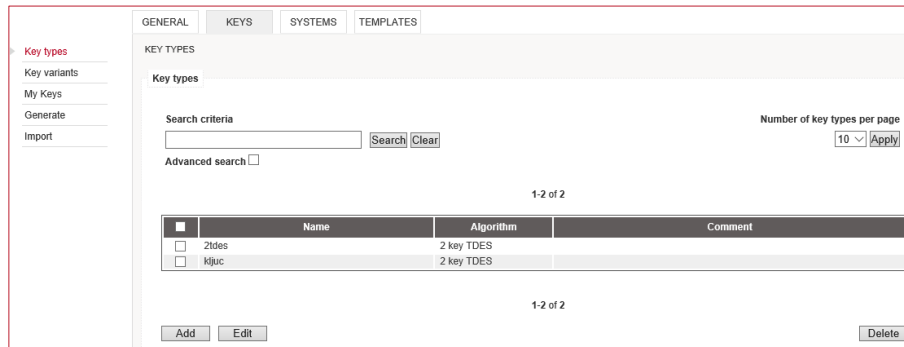 GENERAL KEYS SYSTEMS TEMPLATES
Key types
Key variants
My Keys
Generate
Import
KEY TYPES
Key types
Search criteria
Number of key types per page
Search Clear
10 Apply
Advanced search
1-2 of 2
Name Algorithm Comment
2tdes 2 key TDES
kljuc 2 key TDES
1-2 of 2
Add Edit Delete